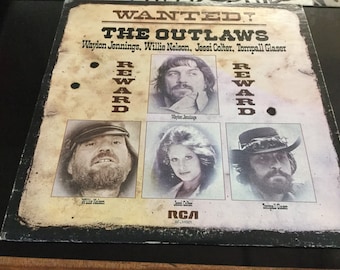 WANTED!
THE OUTLAWS
Waylon Jennings, Willie Nelson, Jessi Colter, Tompall Glaser
REWARD
REWARD
Waylon Jennings
Willie Nelson
Jessi Colter
Tompall Glaser
RCA